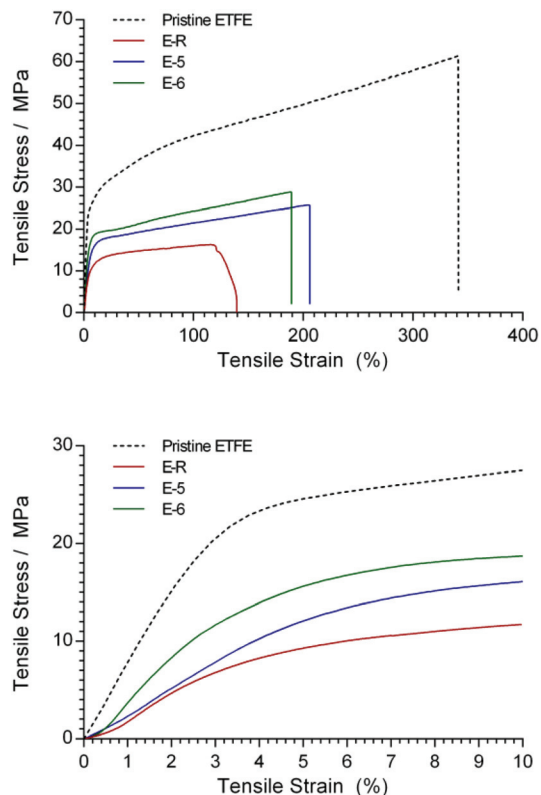 Pristine ETFE
E-R
E-5
E-6
70
60
50
40
30
20
10
0
Tensile Stress / MPa
0 100 200 300 400
Tensile Strain (%)
Pristine ETFE
E-R
E-5
E-6
30
20
10
0
Tensile Stress / MPa
0 1 2 3 4 5 6 7 8 9 10
Tensile Strain (%)